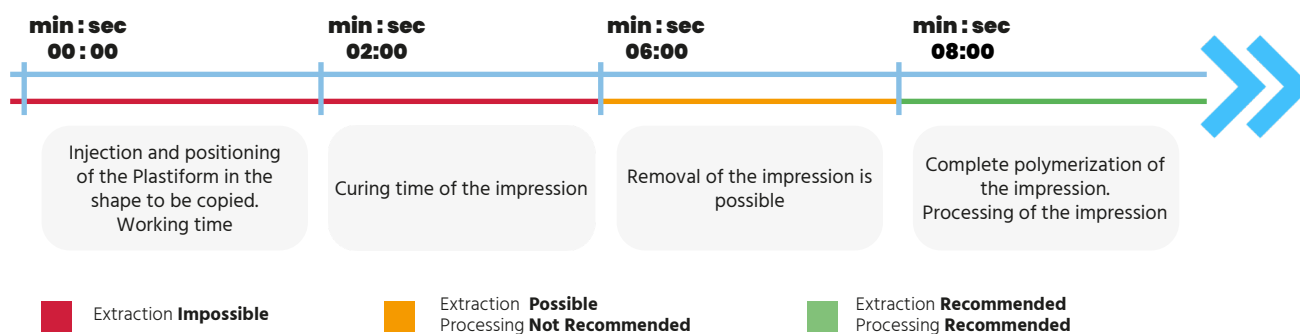 min : sec
00 : 00
min : sec
02:00
min : sec
06:00
min : sec
08:00
Injection and positioning
of the Plastiform in the
shape to be copied.
Working time
Curing time of the impression
Removal of the impression is
possible
Complete polymerization of
the impression.
Processing of the impression
Extraction Impossible
Extraction Possible
Processing Not Recommended
Extraction Recommended
Processing Recommended